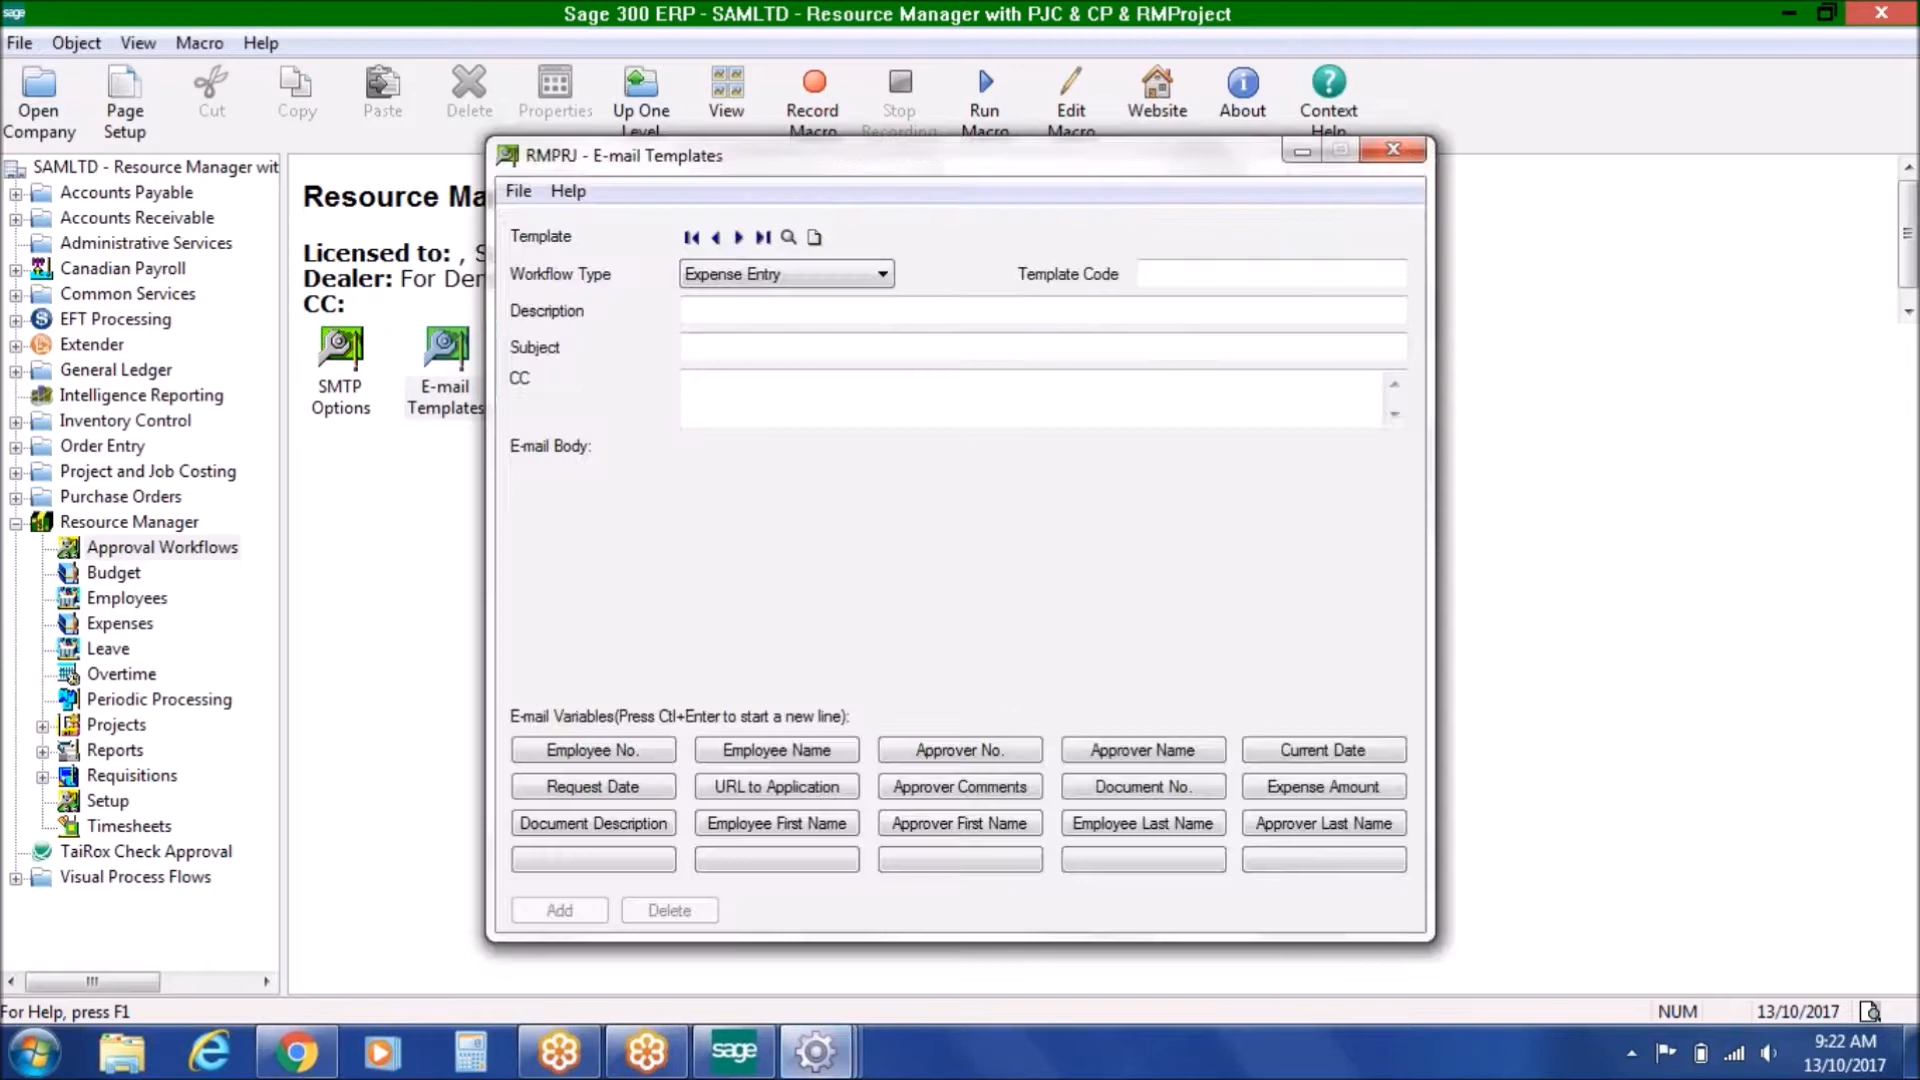 sage
Sage 300 ERP - SAMLTD - Resource Manager with PJC & CP & RMProject
File Object View Macro Help
Open Company
Page Setup
Cut
Copy
Paste
Delete
Properties
Up One Level
View
Record Macro
Stop Recording
Run Macro
Edit Macro
Website
About
Context Help
SAMLTD - Resource Manager wit
Accounts Payable
Accounts Receivable
Administrative Services
Canadian Payroll
Common Services
EFT Processing
Extender
General Ledger
Intelligence Reporting
Inventory Control
Order Entry
Project and Job Costing
Purchase Orders
Resource Manager
Approval Workflows
Budget
Employees
Expenses
Leave
Overtime
Periodic Processing
Projects
Reports
Requisitions
Setup
Timesheets
TaiRox Check Approval
Visual Process Flows
Resource Ma
Licensed to: , S
Dealer: For Der
CC:
SMTP Options
E-mail Templates
RMPRJ - E-mail Templates
File Help
Template
Workflow Type Expense Entry Template Code
Description
Subject
CC
E-mail Body:
E-mail Variables(Press Ctl+Enter to start a new line):
Employee No. Employee Name Approver No. Approver Name Current Date
Request Date URL to Application Approver Comments Document No. Expense Amount
Document Description Employee First Name Approver First Name Employee Last Name Approver Last Name
Add Delete
For Help, press F1
NUM 13/10/2017
sage
9:22 AM
13/10/2017